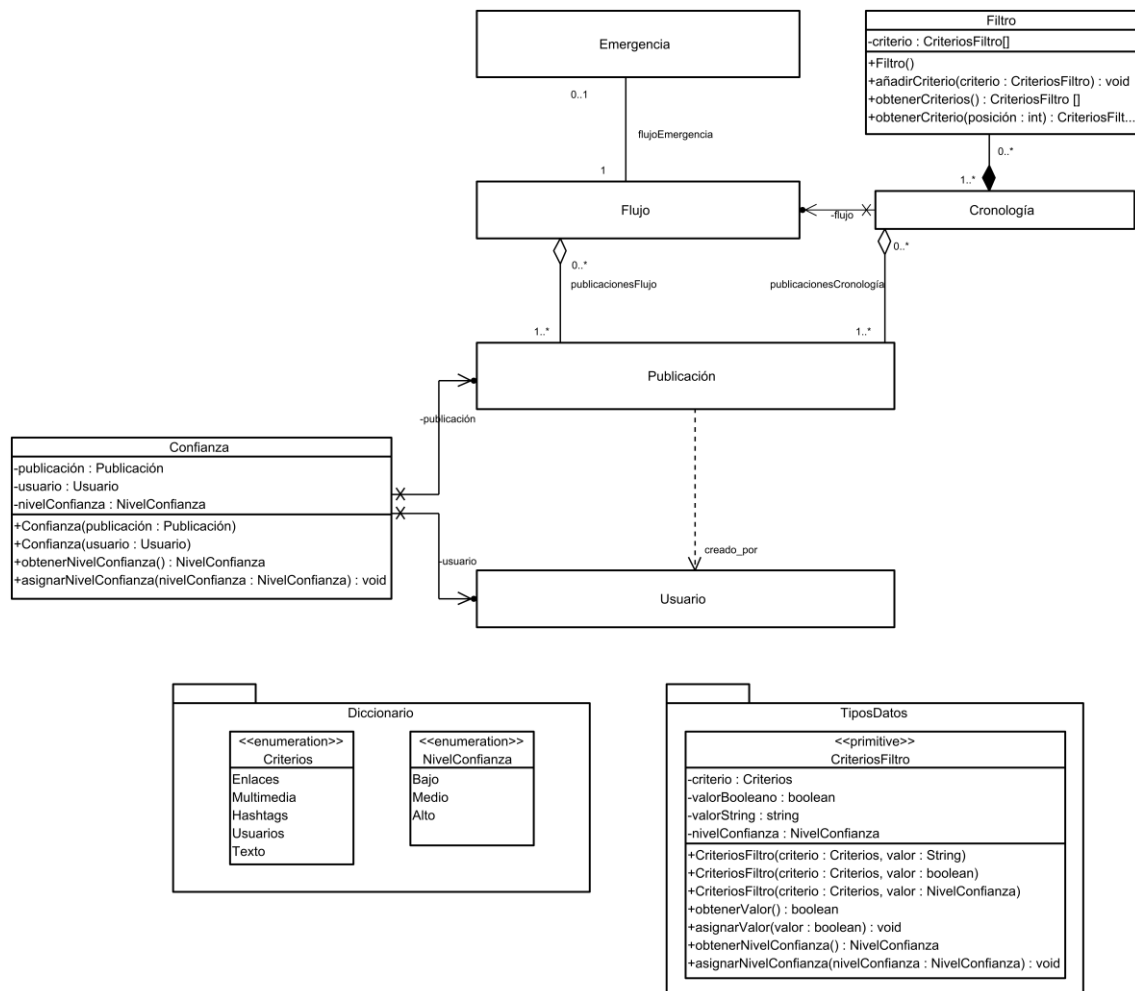 Emergencia
0..1
flujoEmergencia
1
Filtro
-criterio : CriteriosFiltro[]
+Filtro()
+añadirCriterio(criterio : CriteriosFiltro) : void
+obtenerCriterios() : CriteriosFiltro []
+obtenerCriterio(posición : int) : CriteriosFilt...
0..*
1..*
Flujo
-flujo
Cronología
0..*
publicacionesFlujo
1..*
0..*
publicacionesCronología
1..*
Publicación
-publicación
Confianza
-publicación : Publicación
-usuario : Usuario
-nivelConfianza : NivelConfianza
+Confianza(publicación : Publicación)
+Confianza(usuario : Usuario)
+obtenerNivelConfianza() : NivelConfianza
+asignarNivelConfianza(nivelConfianza : NivelConfianza) : void
-usuario
creado_por
Usuario
Diccionario
<<enumeration>>
Criterios
Enlaces
Multimedia
Hashtags
Usuarios
Texto
<<enumeration>>
NivelConfianza
Bajo
Medio
Alto
TiposDatos
<<primitive>>
CriteriosFiltro
-criterio : Criterios
-valorBooleano : boolean
-valorString : string
-nivelConfianza : NivelConfianza
+CriteriosFiltro(criterio : Criterios, valor : String)
+CriteriosFiltro(criterio : Criterios, valor : boolean)
+CriteriosFiltro(criterio : Criterios, valor : NivelConfianza)
+obtenerValor() : boolean
+asignarValor(valor : boolean) : void
+obtenerNivelConfianza() : NivelConfianza
+asignarNivelConfianza(nivelConfianza : NivelConfianza) : void